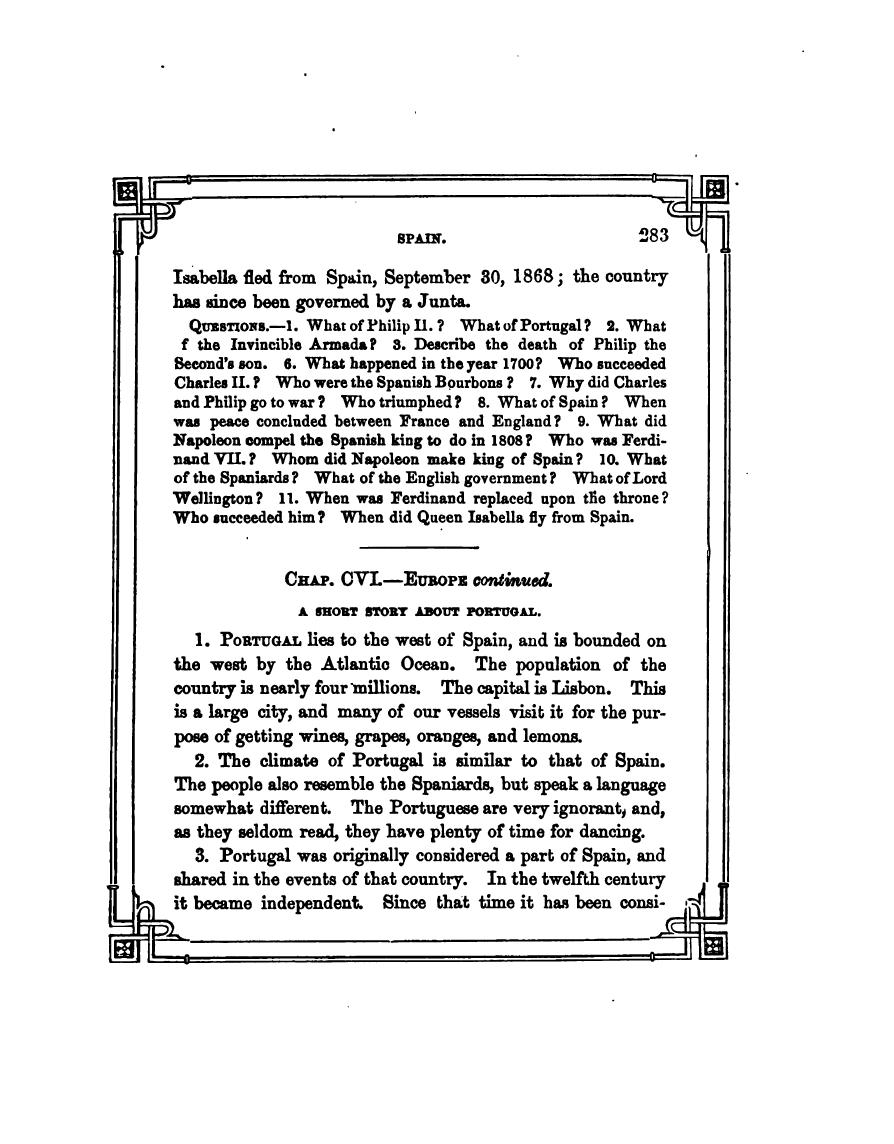 SPAIN. 283
Isabella fled from Spain, September 30, 1868; the country
has since been governed by a Junta.
QUESTIONS.—1. What of Philip II.? What of Portugal? 2. What
f the Invincible Armada? 3. Describe the death of Philip the
Second's son. 6. What happened in the year 1700? Who succeeded
Charles II.? Who were the Spanish Bourbons? 7. Why did Charles
and Philip go to war? Who triumphed? 8. What of Spain? When
was peace concluded between France and England? 9. What did
Napoleon compel the Spanish king to do in 1808? Who was Ferdi-
nand VII.? Whom did Napoleon make king of Spain? 10. What
of the Spaniards? What of the English government? What of Lord
Wellington? 11. When was Ferdinand replaced upon the throne?
Who succeeded him? When did Queen Isabella fly from Spain.
CHAP. CVI.—EUROPE continued.
A SHORT STORY ABOUT PORTUGAL.
1. PORTUGAL lies to the west of Spain, and is bounded on
the west by the Atlantic Ocean. The population of the
country is nearly four millions. The capital is Lisbon. This
is a large city, and many of our vessels visit it for the pur-
pose of getting wines, grapes, oranges, and lemons.
2. The climate of Portugal is similar to that of Spain.
The people also resemble the Spaniards, but speak a language
somewhat different. The Portuguese are very ignorant, and,
as they seldom read, they have plenty of time for dancing.
3. Portugal was originally considered a part of Spain, and
shared in the events of that country. In the twelfth century
it became independent. Since that time it has been consi-